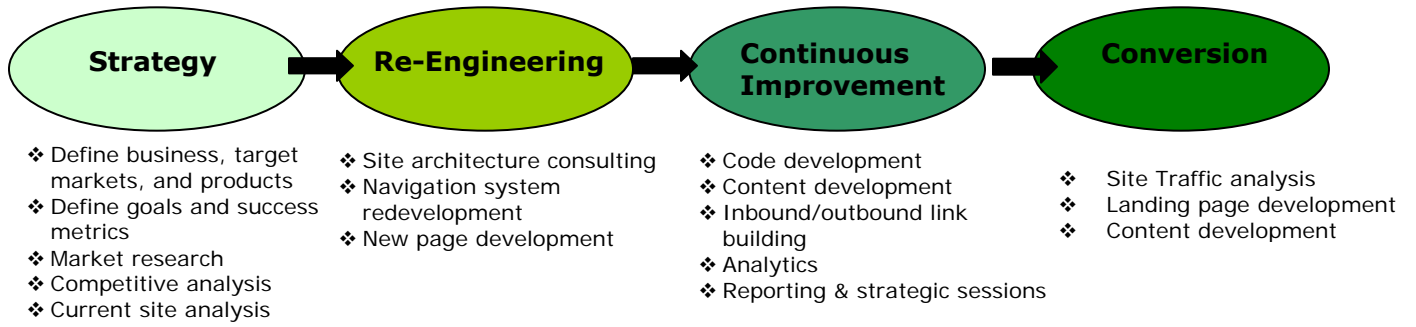 Strategy
Re-Engineering
Continuous
Improvement
Conversion
❖ Define business, target
markets, and products
❖ Define goals and success
metrics
❖ Market research
❖ Competitive analysis
❖ Current site analysis
❖ Site architecture consulting
❖ Navigation system
redevelopment
❖ New page development
❖ Code development
❖ Content development
❖ Inbound/outbound link
building
❖ Analytics
❖ Reporting & strategic sessions
❖ Site Traffic analysis
❖ Landing page development
❖ Content development